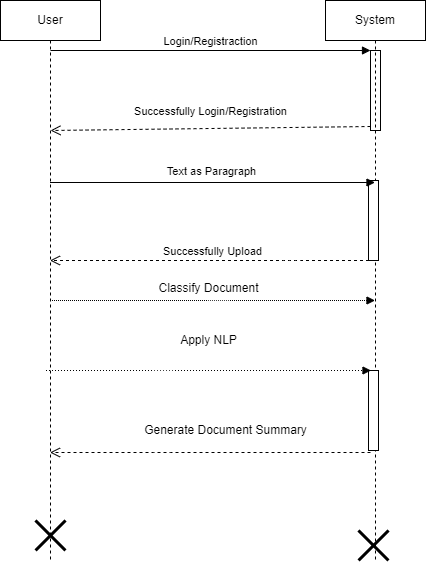 User
System
Login/Registraction
Successfully Login/Registration
Text as Paragraph
Successfully Upload
Classify Document
Apply NLP
Generate Document Summary